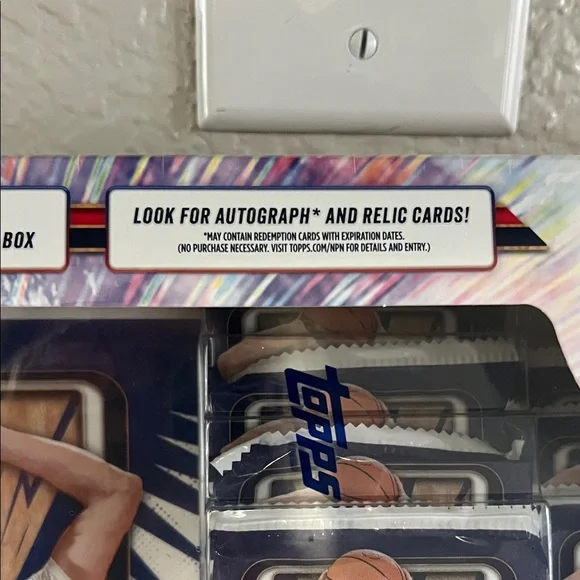 BOX
LOOK FOR AUTOGRAPH* AND RELIC CARDS!
*MAY CONTAIN REDEMPTION CARDS WITH EXPIRATION DATES.
(NO PURCHASE NECESSARY. VISIT TOPPS.COM/NPN FOR DETAILS AND ENTRY.)
topps